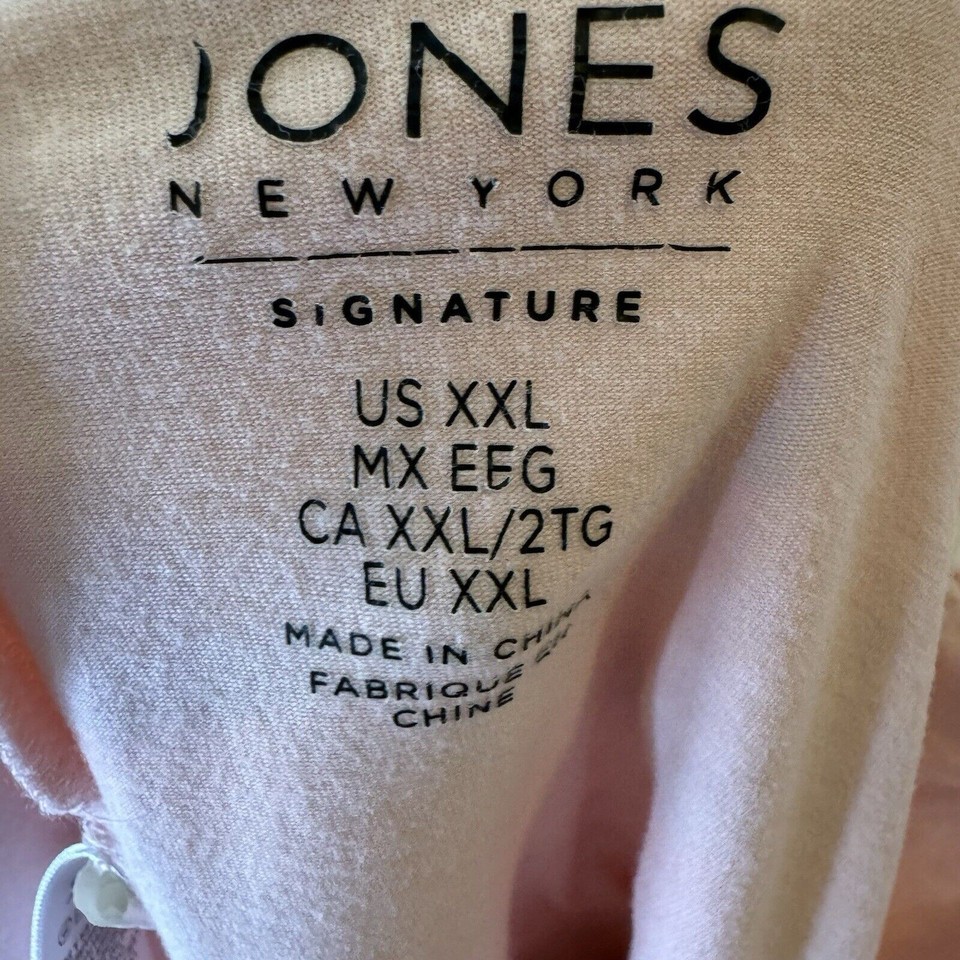 JONES
NEW YORK
SIGNATURE
US XXL
MX EEG
CA XXL/2TG
EU XXL
MADE IN CHINA
FABRIQUE EN
CHINE